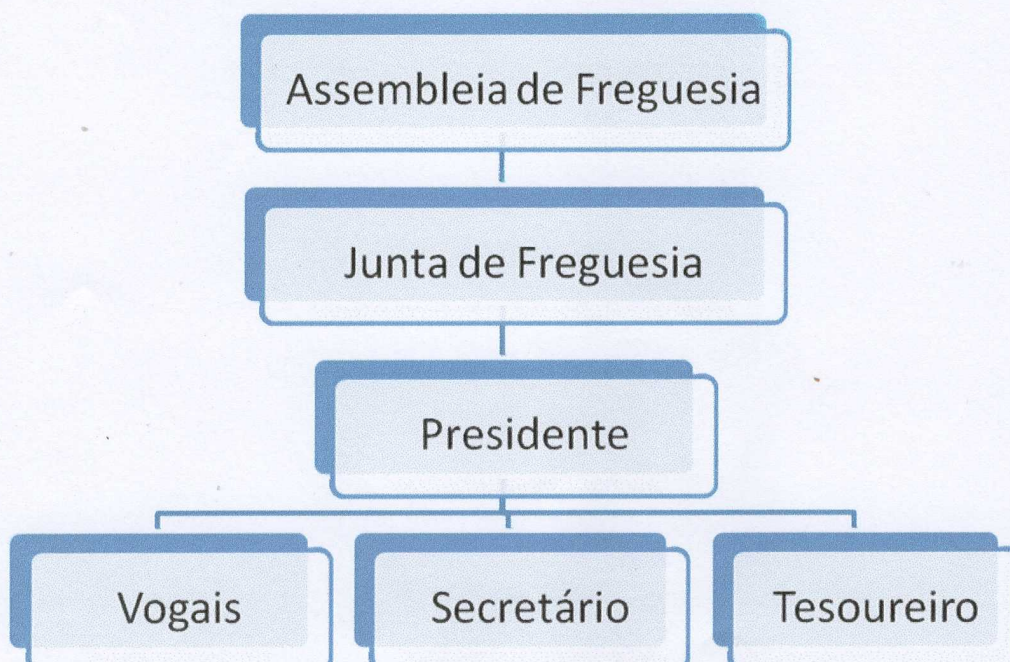 Assembleia de Freguesia
Junta de Freguesia
Presidente
Vogais
Secretário
Tesoureiro